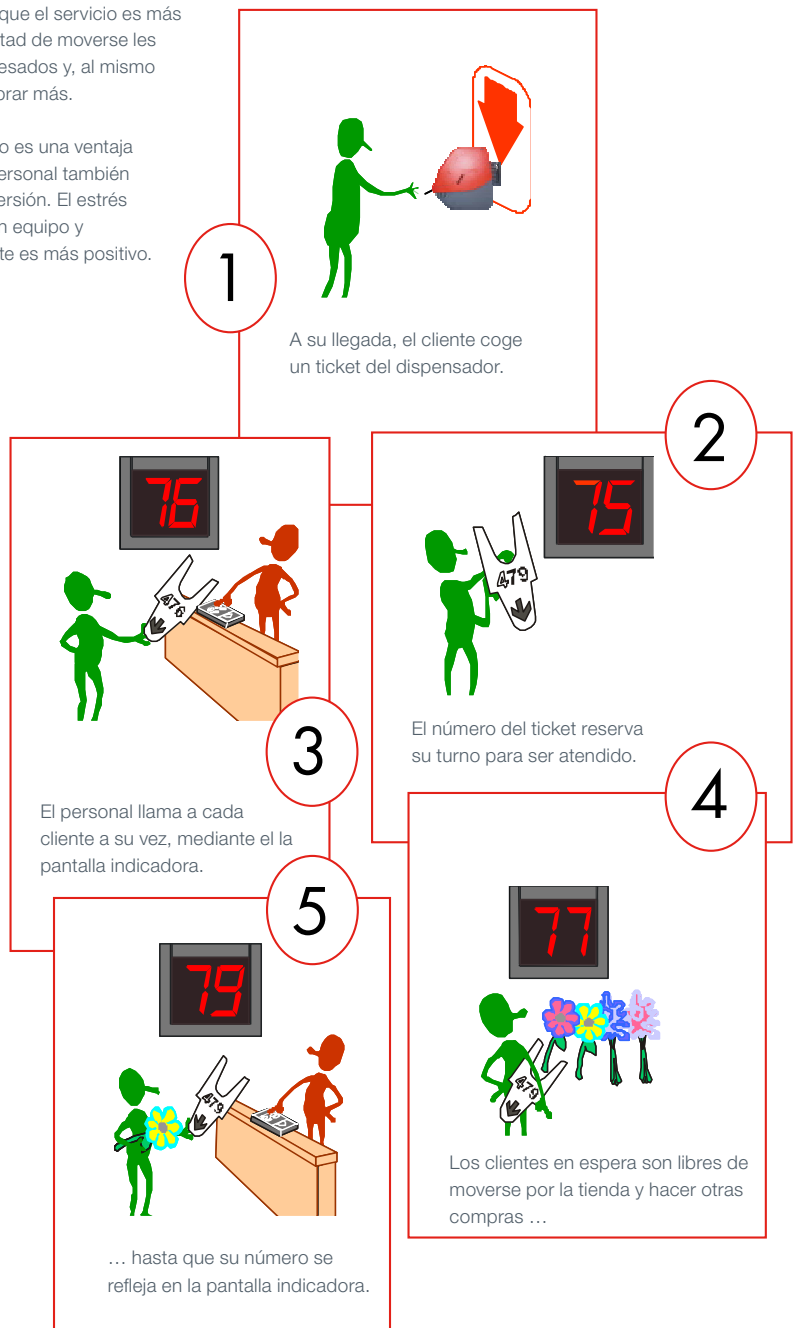 que el servicio es más
tad de moverse les
esados y, al mismo
prar más.
o es una ventaja
ersonal también
ersión. El estrés
n equipo y
te es más positivo.
1
A su llegada, el cliente coge
un ticket del dispensador.
2
75
479
El número del ticket reserva
su turno para ser atendido.
76
476
3
El personal llama a cada
cliente a su vez, mediante el la
pantalla indicadora.
4
77
479
Los clientes en espera son libres de
moverse por la tienda y hacer otras
compras …
5
79
479
… hasta que su número se
refleja en la pantalla indicadora.